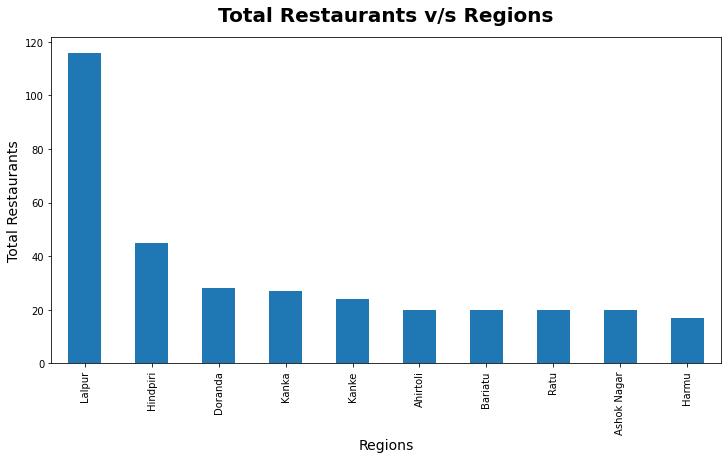 Total Restaurants v/s Regions
120
100
80
60
40
20
0
Total Restaurants
Lalpur
Hindpiri
Doranda
Kanka
Kanke
Ahirtoli
Bariatu
Ratu
Ashok Nagar
Harmu
Regions